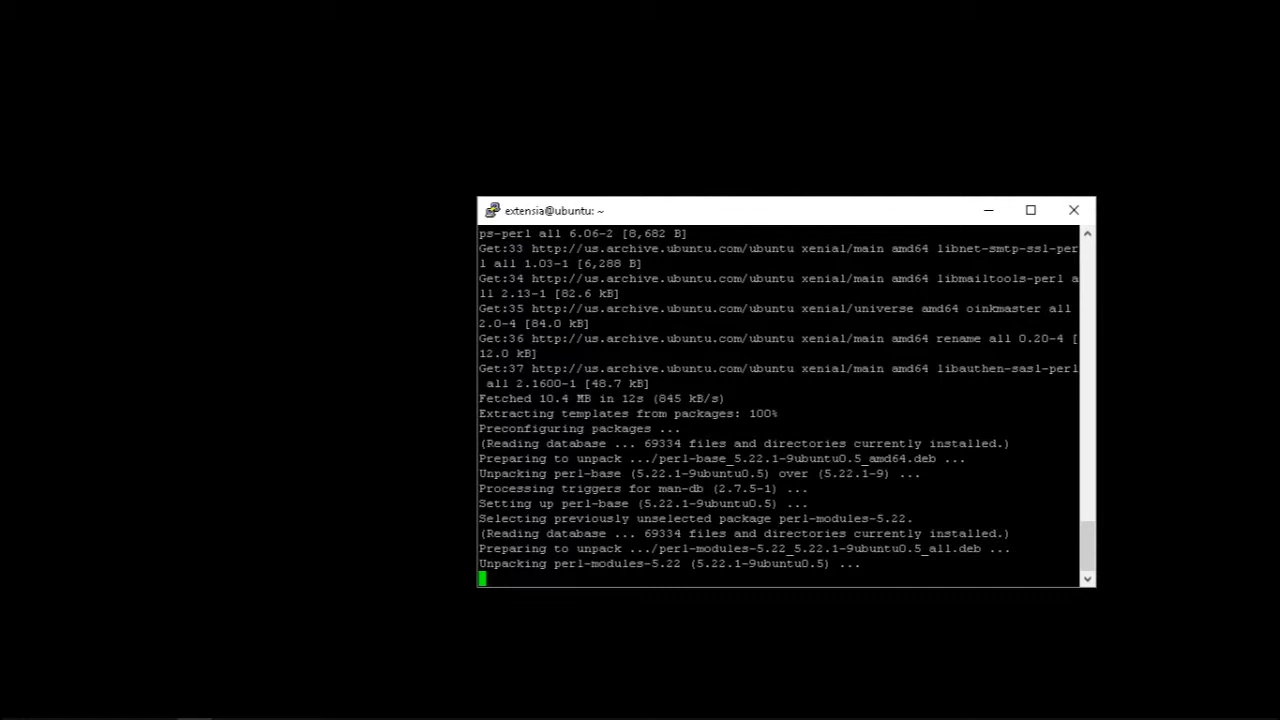 extensia@ubuntu: ~
ps-perl all 6.06-2 [8,682 B]
Get:33 http://us.archive.ubuntu.com/ubuntu xenial/main amd64 libnet-smtp-ssl-per
l all 1.03-1 [6,288 B]
Get:34 http://us.archive.ubuntu.com/ubuntu xenial/main amd64 libmailtools-perl a
ll 2.13-1 [82.6 kB]
Get:35 http://us.archive.ubuntu.com/ubuntu xenial/universe amd64 oinkmaster all
2.0-4 [84.0 kB]
Get:36 http://us.archive.ubuntu.com/ubuntu xenial/main amd64 rename all 0.20-4 [
12.0 kB]
Get:37 http://us.archive.ubuntu.com/ubuntu xenial/main amd64 libauthen-sasl-perl
all 2.1600-1 [48.7 kB]
Fetched 10.4 MB in 12s (845 kB/s)
Extracting templates from packages: 100%
Preconfiguring packages ...
(Reading database ... 69334 files and directories currently installed.)
Preparing to unpack .../perl-base_5.22.1-9ubuntu0.5_amd64.deb ...
Unpacking perl-base (5.22.1-9ubuntu0.5) over (5.22.1-9) ...
Processing triggers for man-db (2.7.5-1) ...
Setting up perl-base (5.22.1-9ubuntu0.5) ...
Selecting previously unselected package perl-modules-5.22.
(Reading database ... 69334 files and directories currently installed.)
Preparing to unpack .../perl-modules-5.22_5.22.1-9ubuntu0.5_all.deb ...
Unpacking perl-modules-5.22 (5.22.1-9ubuntu0.5) ...